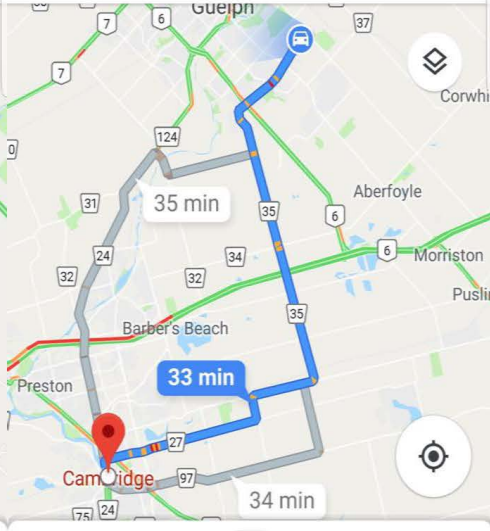 Guelph
7
6
37
7
Corwhi
124
0
35 min
Aberfoyle
31
35
6
24
34
6
Morriston
32
32
Puslin
35
Barber's Beach
33 min
Preston
27
97
Cambridge
34 min
75
24